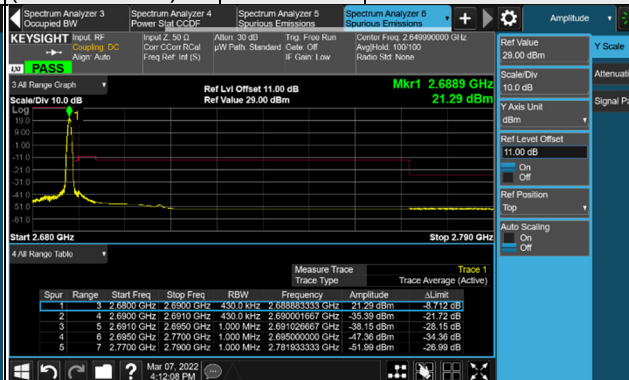 Spectrum Analyzer 3
Occupied BW
Spectrum Analyzer 4
Power Stat CCDF
Spectrum Analyzer 5
Spurious Emissions
Spectrum Analyzer 6
Spurious Emissions
Amplitude
KEYSIGHT
Input: RF
Coupling: DC
Align: Auto
Input Z: 50 Ω
Corr CCorr RCal
Freq Ref: Int (S)
Atten: 30 dB
µW Path: Standard
Trig: Free Run
Gate: Off
IF Gain: Low
Center Freq: 2.649990000 GHz
Avg|Hold: 100/100
Radio Std: None
LXI
PASS
3 All Range Graph
Scale/Div 10.0 dB
Ref Lvl Offset 11.00 dB
Ref Value 29.00 dBm
Mkr1 2.6889 GHz
21.29 dBm
Log
19.0
9.00
1.00
-11.0
-21.0
-31.0
-41.0
-51.0
-61.0
1
Start 2.680 GHz
Stop 2.790 GHz
4 All Range Table
Measure Trace Trace 1
Trace Type Trace Average (Active)
Spur Range Start Freq Stop Freq RBW Frequency Amplitude ΔLimit
1 3 2.6800 GHz 2.6900 GHz 430.0 kHz 2.688883333 GHz 21.29 dBm -8.712 dB
2 4 2.6900 GHz 2.6910 GHz 430.0 kHz 2.690001667 GHz -35.39 dBm -21.72 dB
3 5 2.6910 GHz 2.6950 GHz 1.000 MHz 2.691026667 GHz -38.15 dBm -28.15 dB
4 6 2.6950 GHz 2.7700 GHz 1.000 MHz 2.695000000 GHz -47.36 dBm -34.36 dB
5 7 2.7700 GHz 2.7900 GHz 1.000 MHz 2.781933333 GHz -51.99 dBm -26.99 dB
Mar 07, 2022
4:12:08 PM
Ref Value
29.00 dBm
Scale/Div
10.0 dB
Y Axis Unit
dBm
Ref Level Offset
11.00 dB
On
Off
Ref Position
Top
Auto Scaling
On
Off
Y Scale
Attenuati
Signal Pa